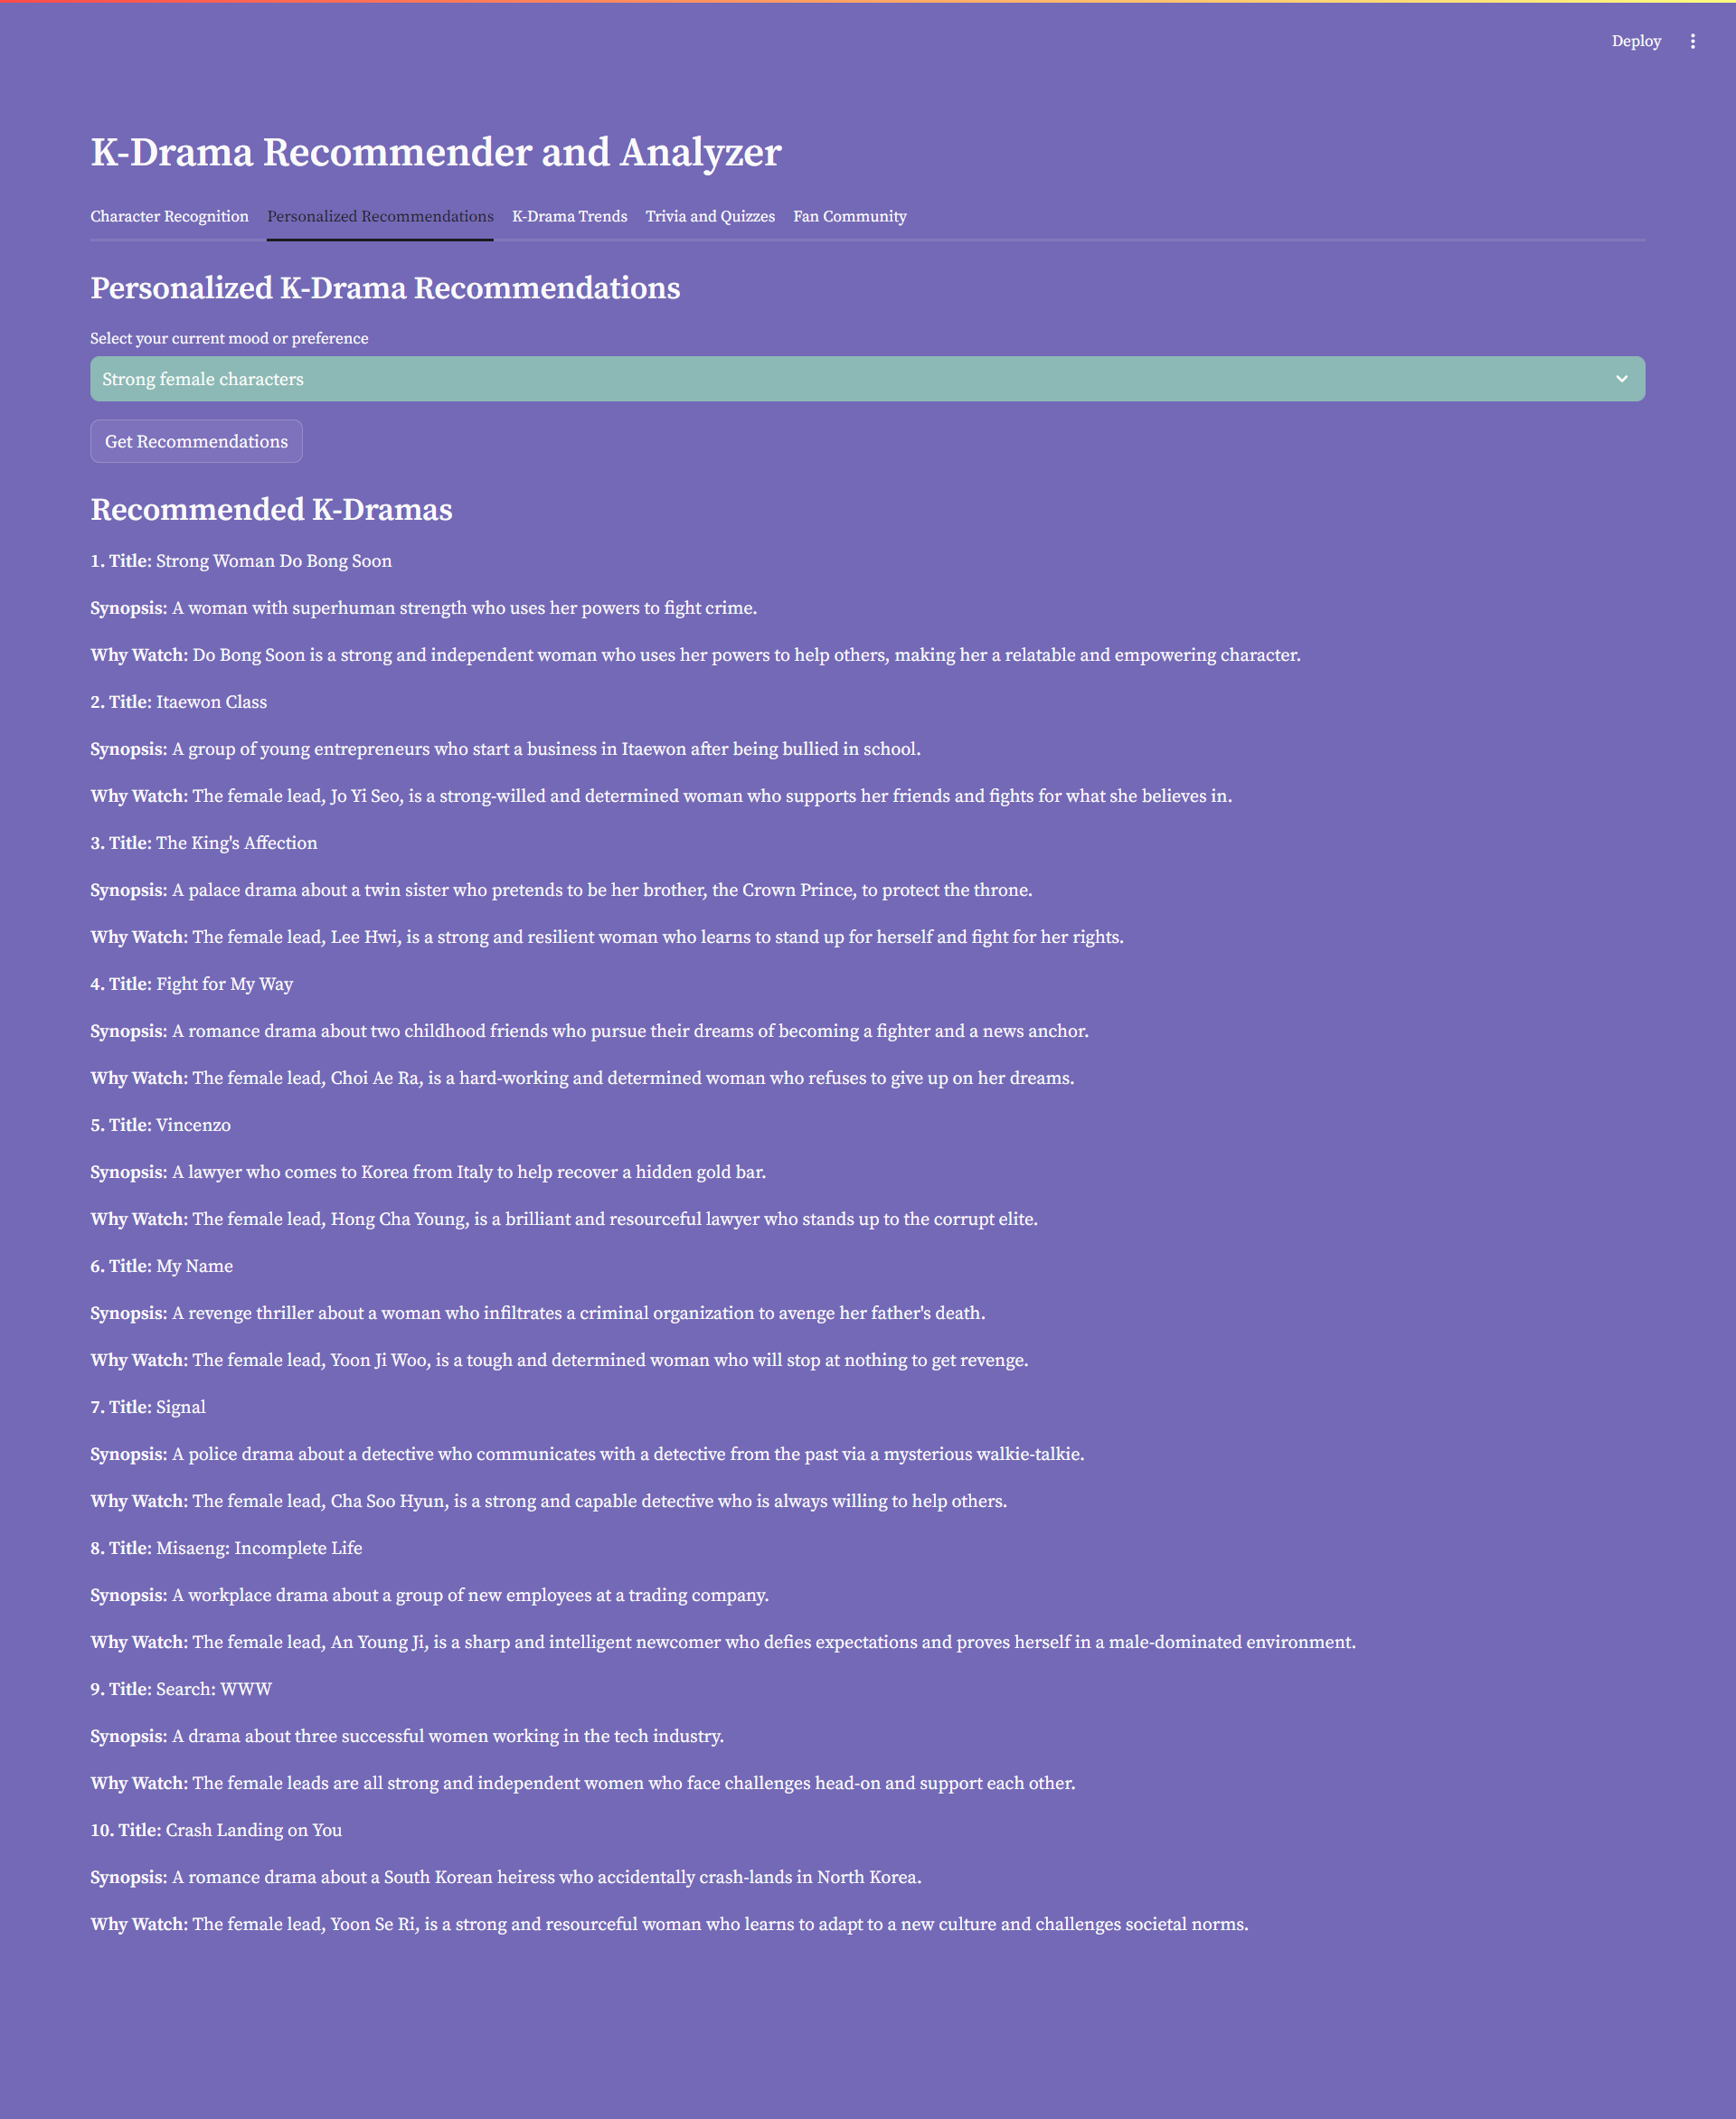 Deploy
K-Drama Recommender and Analyzer
Character Recognition Personalized Recommendations K-Drama Trends Trivia and Quizzes Fan Community
Personalized K-Drama Recommendations
Select your current mood or preference
Strong female characters
Get Recommendations
Recommended K-Dramas
1. Title: Strong Woman Do Bong Soon
Synopsis: A woman with superhuman strength who uses her powers to fight crime.
Why Watch: Do Bong Soon is a strong and independent woman who uses her powers to help others, making her a relatable and empowering character.
2. Title: Itaewon Class
Synopsis: A group of young entrepreneurs who start a business in Itaewon after being bullied in school.
Why Watch: The female lead, Jo Yi Seo, is a strong-willed and determined woman who supports her friends and fights for what she believes in.
3. Title: The King's Affection
Synopsis: A palace drama about a twin sister who pretends to be her brother, the Crown Prince, to protect the throne.
Why Watch: The female lead, Lee Hwi, is a strong and resilient woman who learns to stand up for herself and fight for her rights.
4. Title: Fight for My Way
Synopsis: A romance drama about two childhood friends who pursue their dreams of becoming a fighter and a news anchor.
Why Watch: The female lead, Choi Ae Ra, is a hard-working and determined woman who refuses to give up on her dreams.
5. Title: Vincenzo
Synopsis: A lawyer who comes to Korea from Italy to help recover a hidden gold bar.
Why Watch: The female lead, Hong Cha Young, is a brilliant and resourceful lawyer who stands up to the corrupt elite.
6. Title: My Name
Synopsis: A revenge thriller about a woman who infiltrates a criminal organization to avenge her father's death.
Why Watch: The female lead, Yoon Ji Woo, is a tough and determined woman who will stop at nothing to get revenge.
7. Title: Signal
Synopsis: A police drama about a detective who communicates with a detective from the past via a mysterious walkie-talkie.
Why Watch: The female lead, Cha Soo Hyun, is a strong and capable detective who is always willing to help others.
8. Title: Misaeng: Incomplete Life
Synopsis: A workplace drama about a group of new employees at a trading company.
Why Watch: The female lead, An Young Ji, is a sharp and intelligent newcomer who defies expectations and proves herself in a male-dominated environment.
9. Title: Search: WWW
Synopsis: A drama about three successful women working in the tech industry.
Why Watch: The female leads are all strong and independent women who face challenges head-on and support each other.
10. Title: Crash Landing on You
Synopsis: A romance drama about a South Korean heiress who accidentally crash-lands in North Korea.
Why Watch: The female lead, Yoon Se Ri, is a strong and resourceful woman who learns to adapt to a new culture and challenges societal norms.